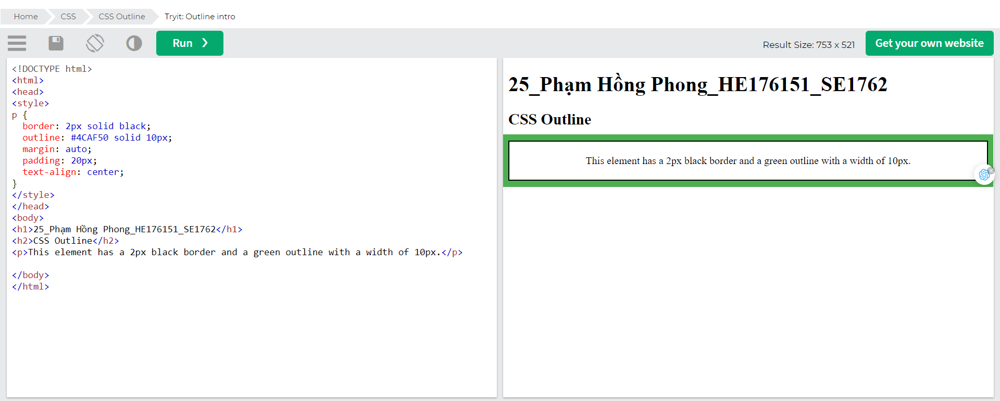 Home CSS CSS Outline Tryit: Outline intro
Run ❯ Result Size: 753 x 521 Get your own website
<!DOCTYPE html>
<html>
<head>
<style>
p {
  border: 2px solid black;
  outline: #4CAF50 solid 10px;
  margin: auto;
  padding: 20px;
  text-align: center;
}
</style>
</head>
<body>
<h1>25_Phạm Hồng Phong_HE176151_SE1762</h1>
<h2>CSS Outline</h2>
<p>This element has a 2px black border and a green outline with a width of 10px.</p>
</body>
</html>
25_Phạm Hồng Phong_HE176151_SE1762
CSS Outline
This element has a 2px black border and a green outline with a width of 10px.